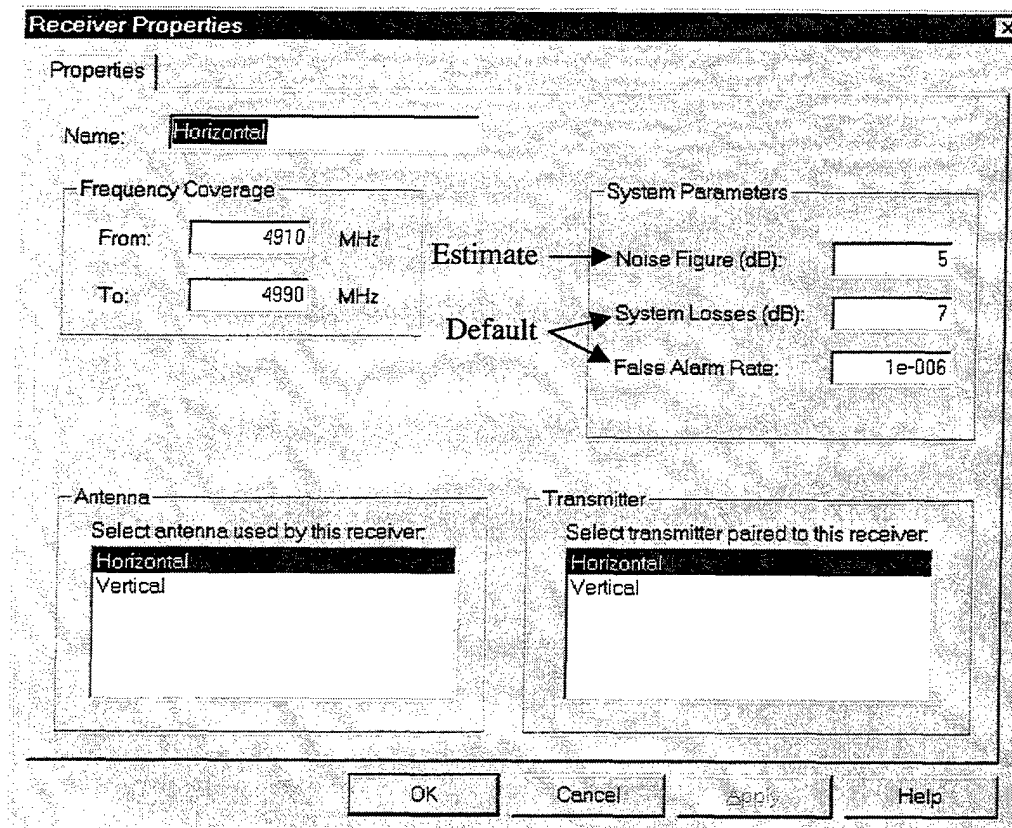 Receiver Properties
Properties
Name: Horizontal
Frequency Coverage
From: 4910 MHz
To: 4990 MHz
System Parameters
Estimate
Noise Figure (dB): 5
Default
System Losses (dB): 7
False Alarm Rate: 1e-006
Antenna
Select antenna used by this receiver:
Horizontal
Vertical
Transmitter
Select transmitter paired to this receiver:
Horizontal
Vertical
OK Cancel Apply Help